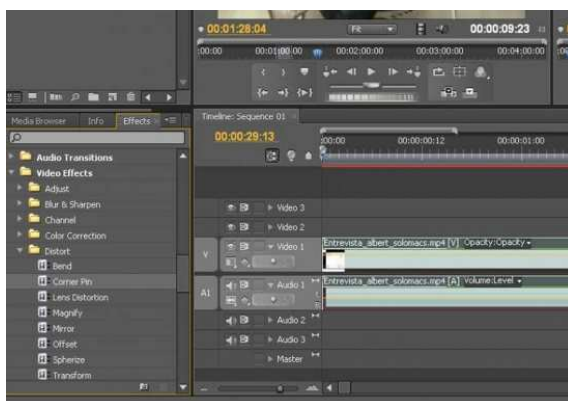 00:01:28:04
Fit
00:00:09:23
:00:00
00:01:00:00
00:02:00:00
00:03:00:00
00:04:00:00
Media Browser
Info
Effects
Timeline: Sequence 01
00:00:29:13
:00:00
00:00:00:12
00:00:01:00
Audio Transitions
Video Effects
Adjust
Blur & Sharpen
Channel
Color Correction
Distort
Bend
Corner Pin
Lens Distortion
Magnify
Mirror
Offset
Spherize
Transform
Video 3
Video 2
V
Video 1
Entrevista_albert_solomacs.mp4 [V] Opacity:Opacity
A1
Audio 1
Entrevista_albert_solomacs.mp4 [A] Volume:Level
Audio 2
Audio 3
Master